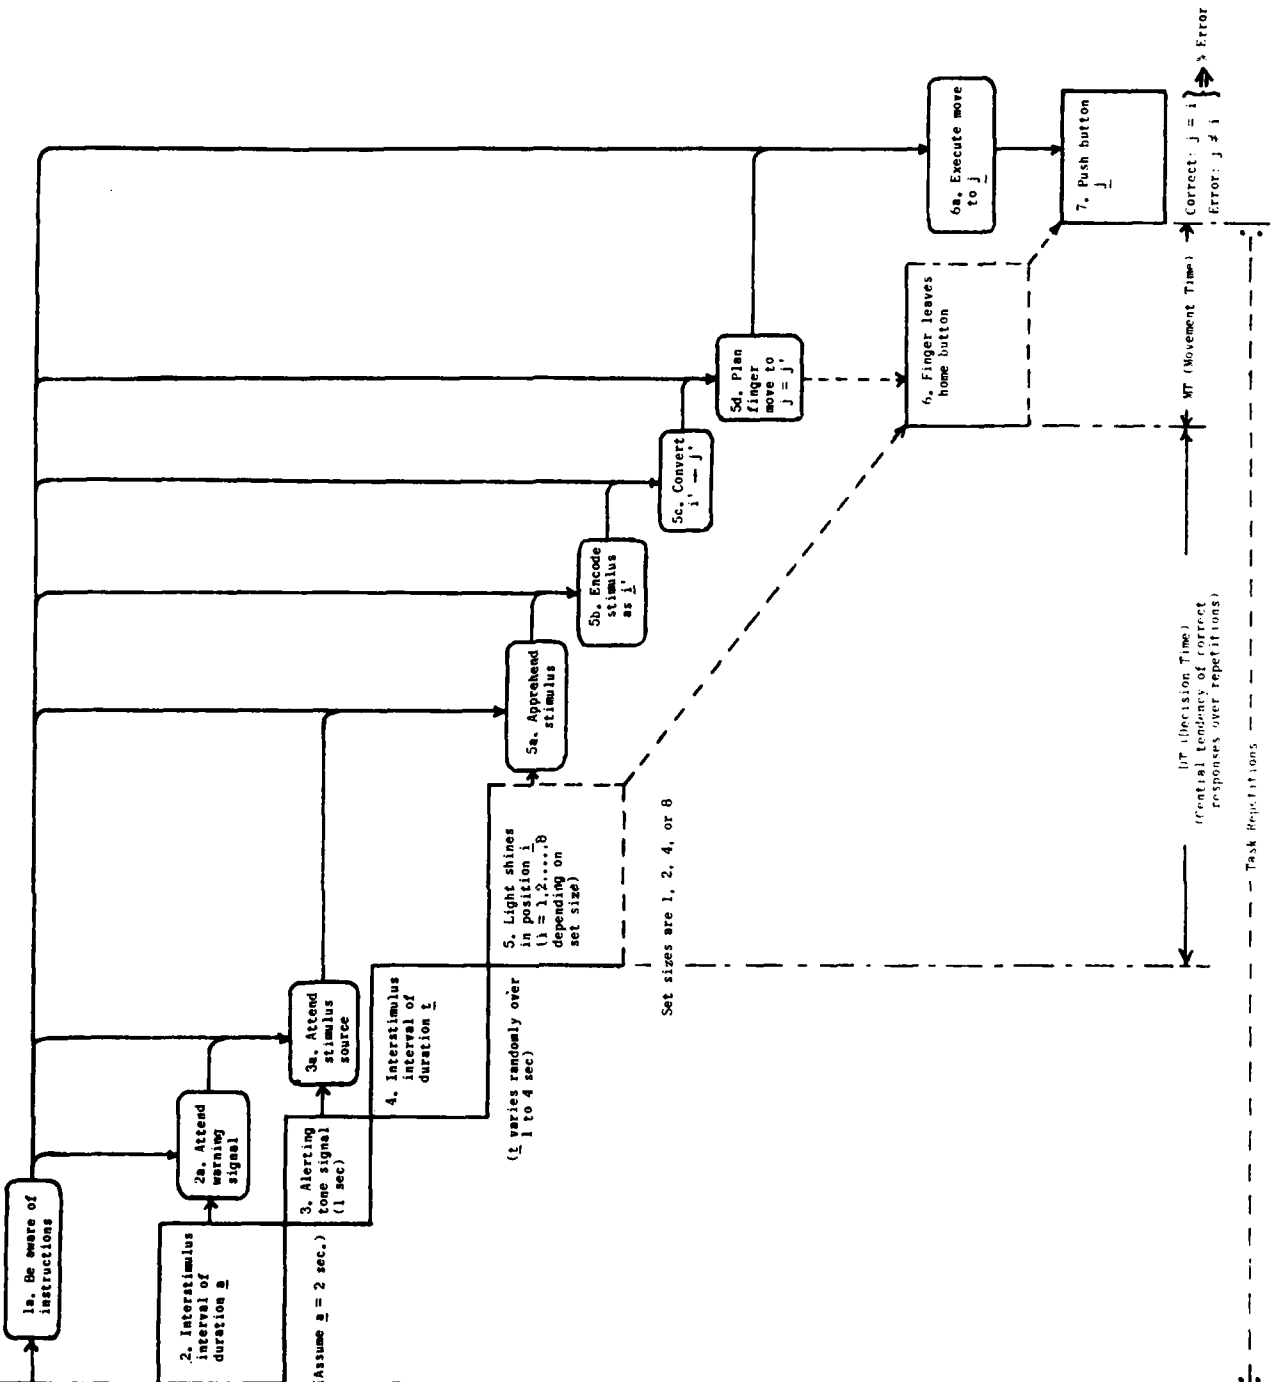 1a. Be aware of
instructions
2. Interstimulus
interval of
duration a
(Assume a = 2 sec.)
2a. Attend
warning
signal
3. Alerting
tone signal
(1 sec)
3a. Attend
stimulus
source
4. Interstimulus
interval of
duration t
(t varies randomly over
1 to 4 sec)
5. Light shines
in position i
(i = 1,2....,8
depending on
set size)
Set sizes are 1, 2, 4, or 8
5a. Apprehend
stimulus
5b. Encode
stimulus
as i'
5c. Convert
i' — j'
5d. Plan
finger
move to
j = j'
6. Finger leaves
home button
6a. Execute move
to j
7. Push button
j
DT (Decision Time)
(Central tendency of correct
responses over repetitions)
MT (Movement Time)
Correct: j = i
Error: j ≠ i
% Error
Task Repetitions